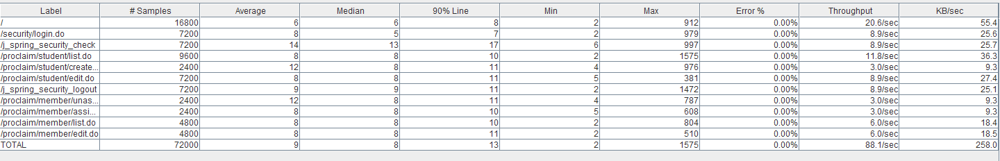 Label # Samples Average Median 90% Line Min Max Error % Throughput KB/sec
/ 16800 6 6 8 2 912 0.00% 20.6/sec 55.4
/security/login.do 7200 8 5 7 2 979 0.00% 8.9/sec 25.6
/j_spring_security_check 7200 14 13 17 6 997 0.00% 8.9/sec 25.7
/proclaim/student/list.do 9600 8 8 10 2 1575 0.00% 11.8/sec 36.3
/proclaim/student/create... 2400 12 8 11 4 976 0.00% 3.0/sec 9.3
/proclaim/student/edit.do 7200 8 8 11 5 381 0.00% 8.9/sec 27.4
/j_spring_security_logout 7200 9 9 11 2 1472 0.00% 8.9/sec 25.1
/proclaim/member/unas... 2400 12 8 11 4 787 0.00% 3.0/sec 9.3
/proclaim/member/assi... 2400 8 8 10 5 608 0.00% 3.0/sec 9.3
/proclaim/member/list.do 4800 8 8 10 2 804 0.00% 6.0/sec 18.4
/proclaim/member/edit.do 4800 8 8 11 2 510 0.00% 6.0/sec 18.5
TOTAL 72000 9 8 13 2 1575 0.00% 88.1/sec 258.0